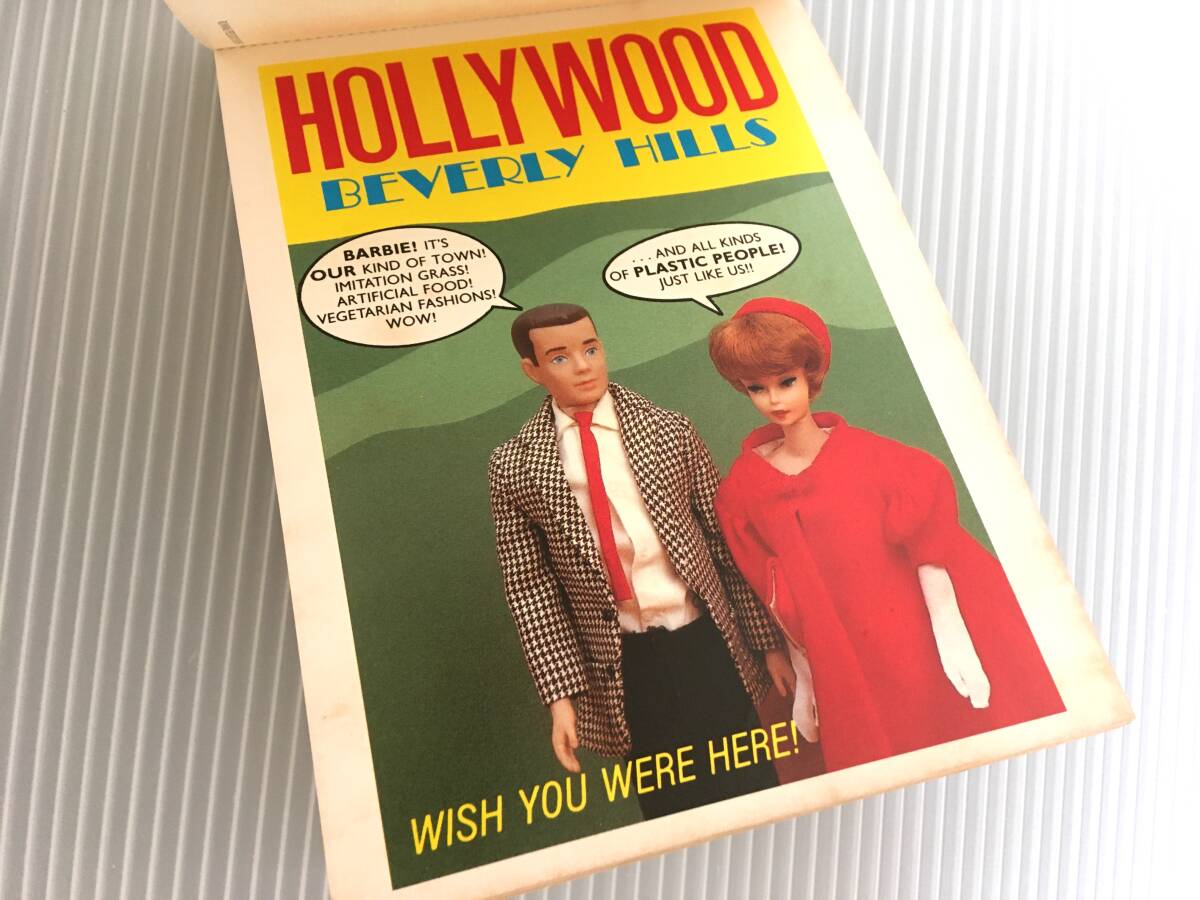 HOLLYWOOD
BEVERLY HILLS
BARBIE! IT'S
OUR KIND OF TOWN!
IMITATION GRASS!
ARTIFICIAL FOOD!
VEGETARIAN FASHIONS!
WOW!
. . . AND ALL KINDS
OF PLASTIC PEOPLE!
JUST LIKE US!!
WISH YOU WERE HERE!